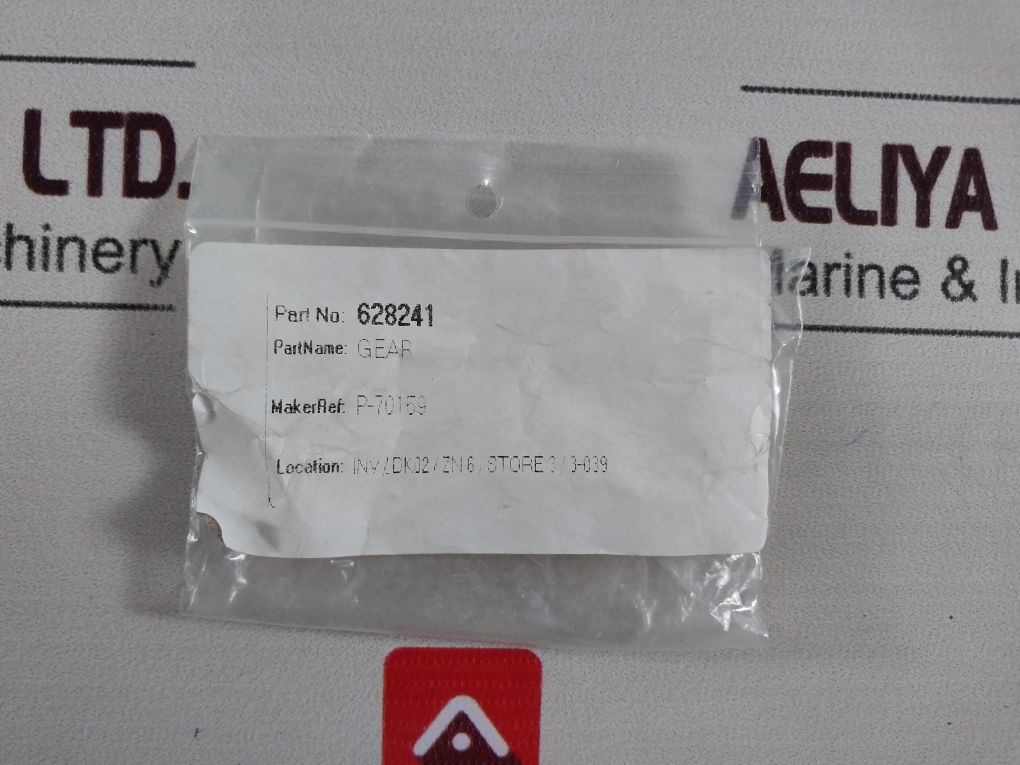 LTD.
AELIYA
hinery
arine & I
Part No: 628241
PartName: GEAR
MakerRef: P-70159
Location: INV / DK02 / ZN 6 / STORE 3 / 3-039